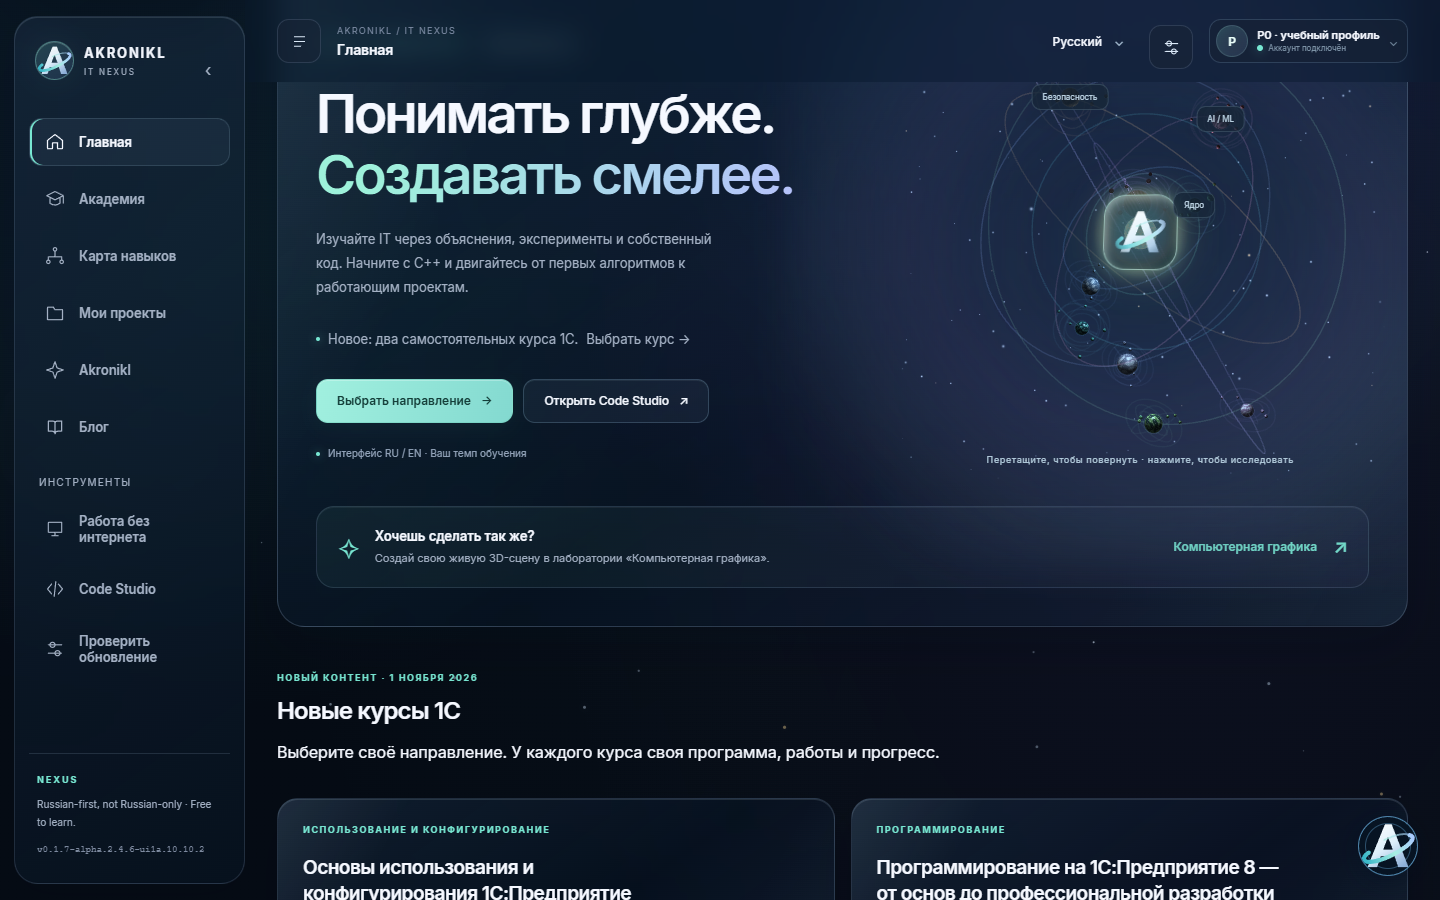 AKRONIKL
IT NEXUS
Главная
Академия
Карта навыков
Мои проекты
Akronikl
Блог
ИНСТРУМЕНТЫ
Работа без
интернета
Code Studio
Проверить
обновление
NEXUS
Russian-first, not Russian-only · Free
to learn.
v0.1.7-alpha.2.4.6-ui1a.10.10.2
AKRONIKL / IT NEXUS
Главная
Русский
P
P0 · учебный профиль
Аккаунт подключён
Понимать глубже.
Создавать смелее.
Изучайте IT через объяснения, эксперименты и собственный
код. Начните с C++ и двигайтесь от первых алгоритмов к
работающим проектам.
Новое: два самостоятельных курса 1С. Выбрать курс →
Выбрать направление →
Открыть Code Studio ↗
Интерфейс RU / EN · Ваш темп обучения
Безопасность
AI / ML
Ядро
Перетащите, чтобы повернуть · нажмите, чтобы исследовать
Хочешь сделать так же?
Создай свою живую 3D-сцену в лаборатории «Компьютерная графика».
Компьютерная графика ↗
НОВЫЙ КОНТЕНТ · 1 НОЯБРЯ 2026
Новые курсы 1С
Выберите своё направление. У каждого курса своя программа, работы и прогресс.
ИСПОЛЬЗОВАНИЕ И КОНФИГУРИРОВАНИЕ
Основы использования и
конфигурирования 1С:Предприятие
ПРОГРАММИРОВАНИЕ
Программирование на 1С:Предприятие 8 —
от основ до профессиональной разработки